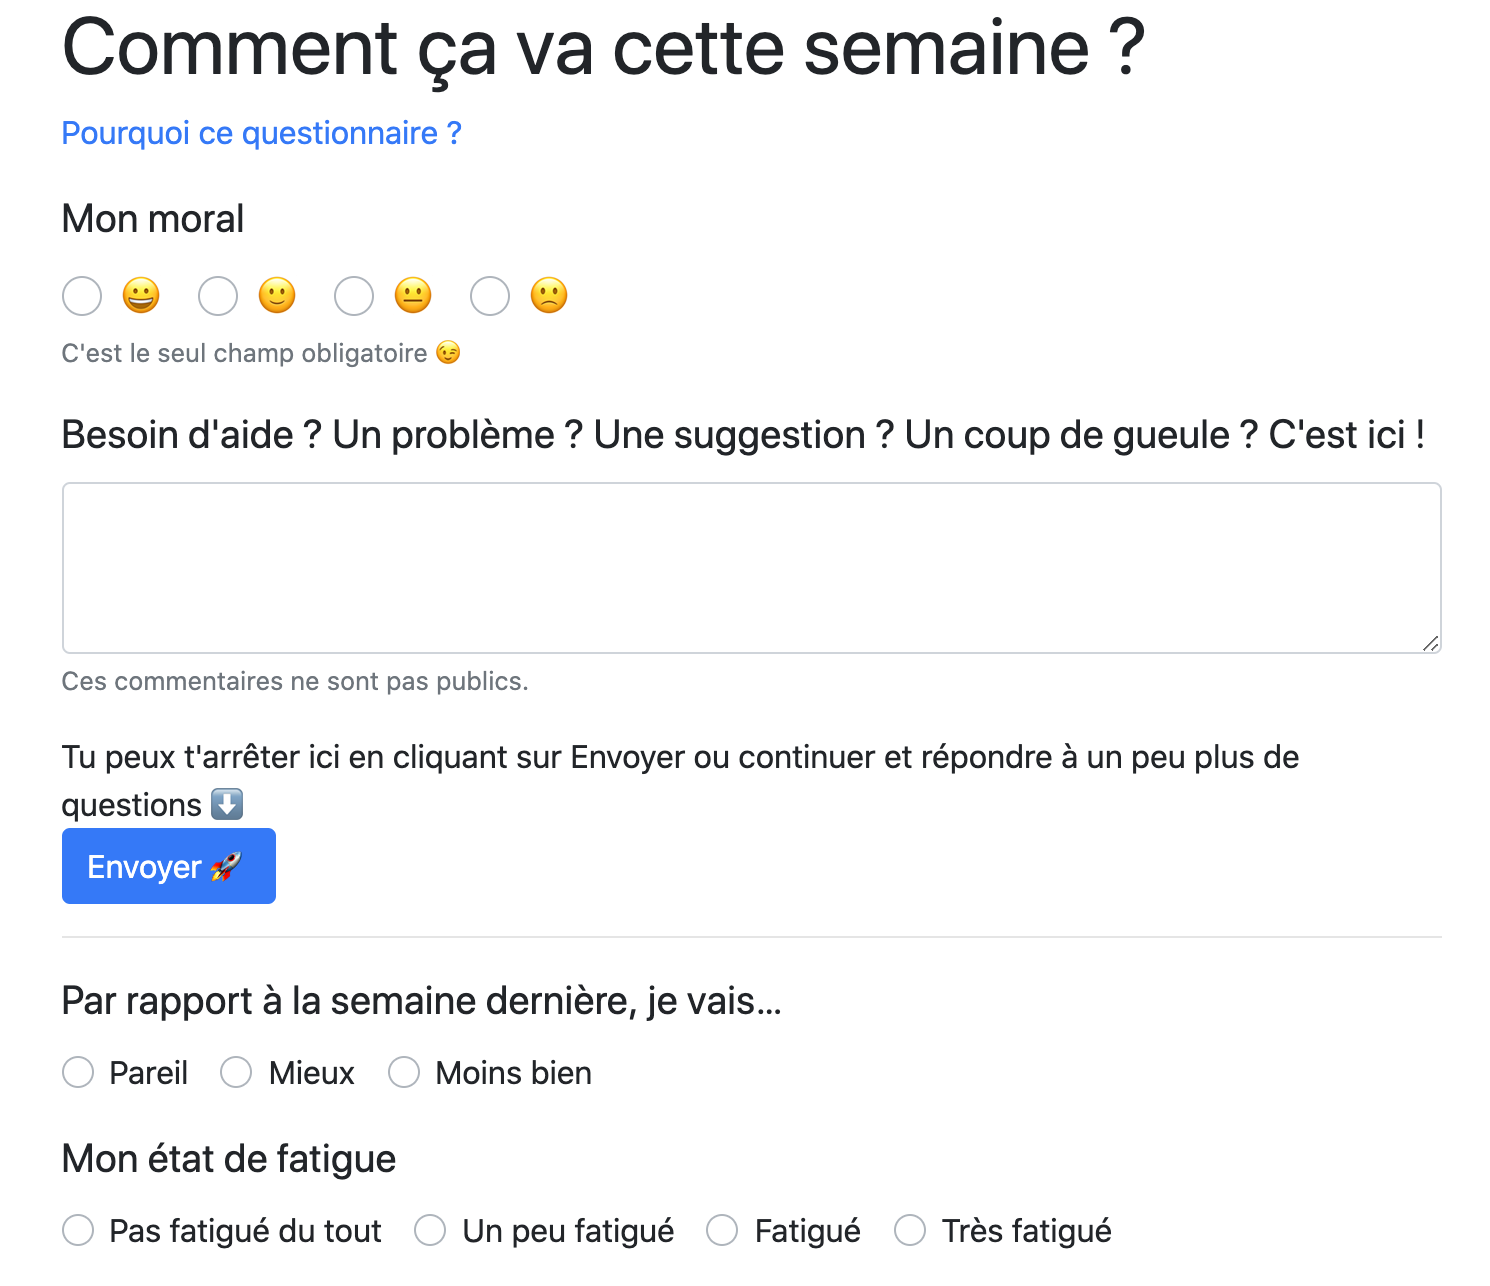 Comment ça va cette semaine ?
Pourquoi ce questionnaire ?
Mon moral
😀 🙂 😐 🙁
C'est le seul champ obligatoire 😉
Besoin d'aide ? Un problème ? Une suggestion ? Un coup de gueule ? C'est ici !
Ces commentaires ne sont pas publics.
Tu peux t'arrêter ici en cliquant sur Envoyer ou continuer et répondre à un peu plus de
questions ⬇️
Envoyer 🚀
Par rapport à la semaine dernière, je vais...
Pareil Mieux Moins bien
Mon état de fatigue
Pas fatigué du tout Un peu fatigué Fatigué Très fatigué